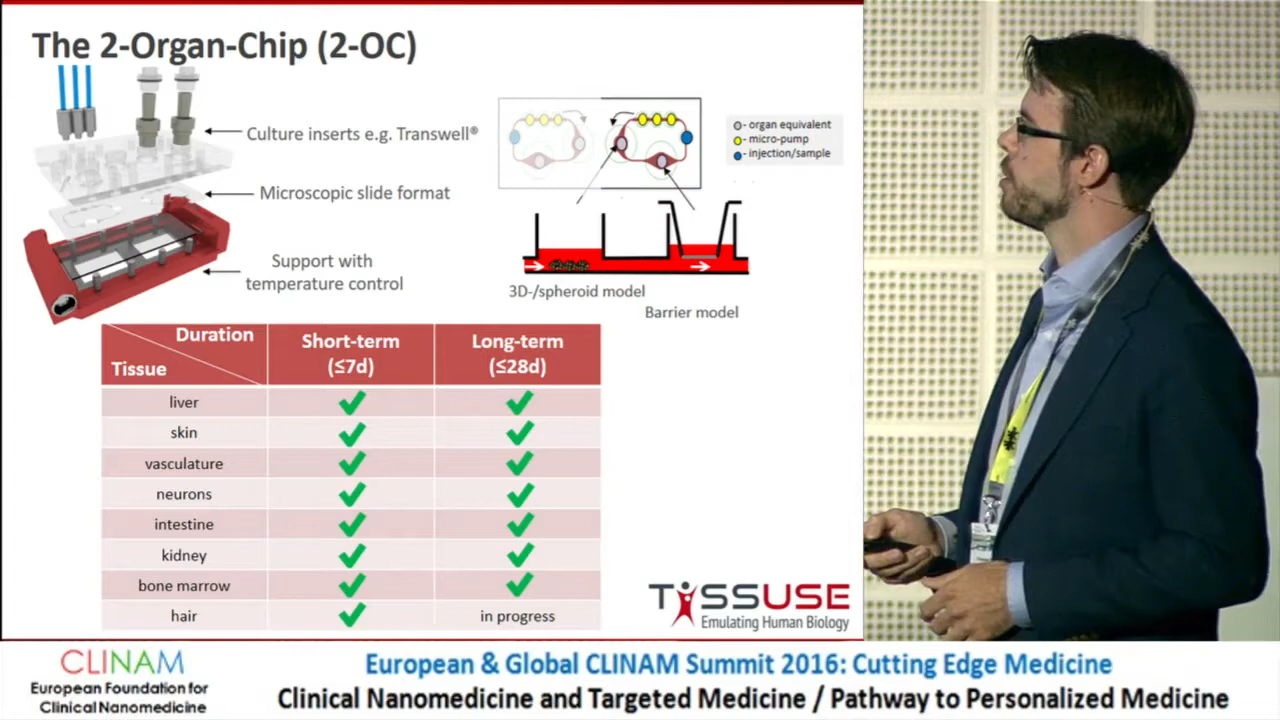 The 2-Organ-Chip (2-OC)
Culture inserts e.g. Transwell®
Microscopic slide format
Support with
temperature control
- organ equivalent
- micro-pump
- injection/sample
3D-/spheroid model
Barrier model
Duration
Tissue
Short-term
(≤7d)
Long-term
(≤28d)
liver
skin
vasculature
neurons
intestine
kidney
bone marrow
hair
in progress
TISSUSE
Emulating Human Biology
CLINAM
European Foundation for
Clinical Nanomedicine
European & Global CLINAM Summit 2016: Cutting Edge Medicine
Clinical Nanomedicine and Targeted Medicine / Pathway to Personalized Medicine